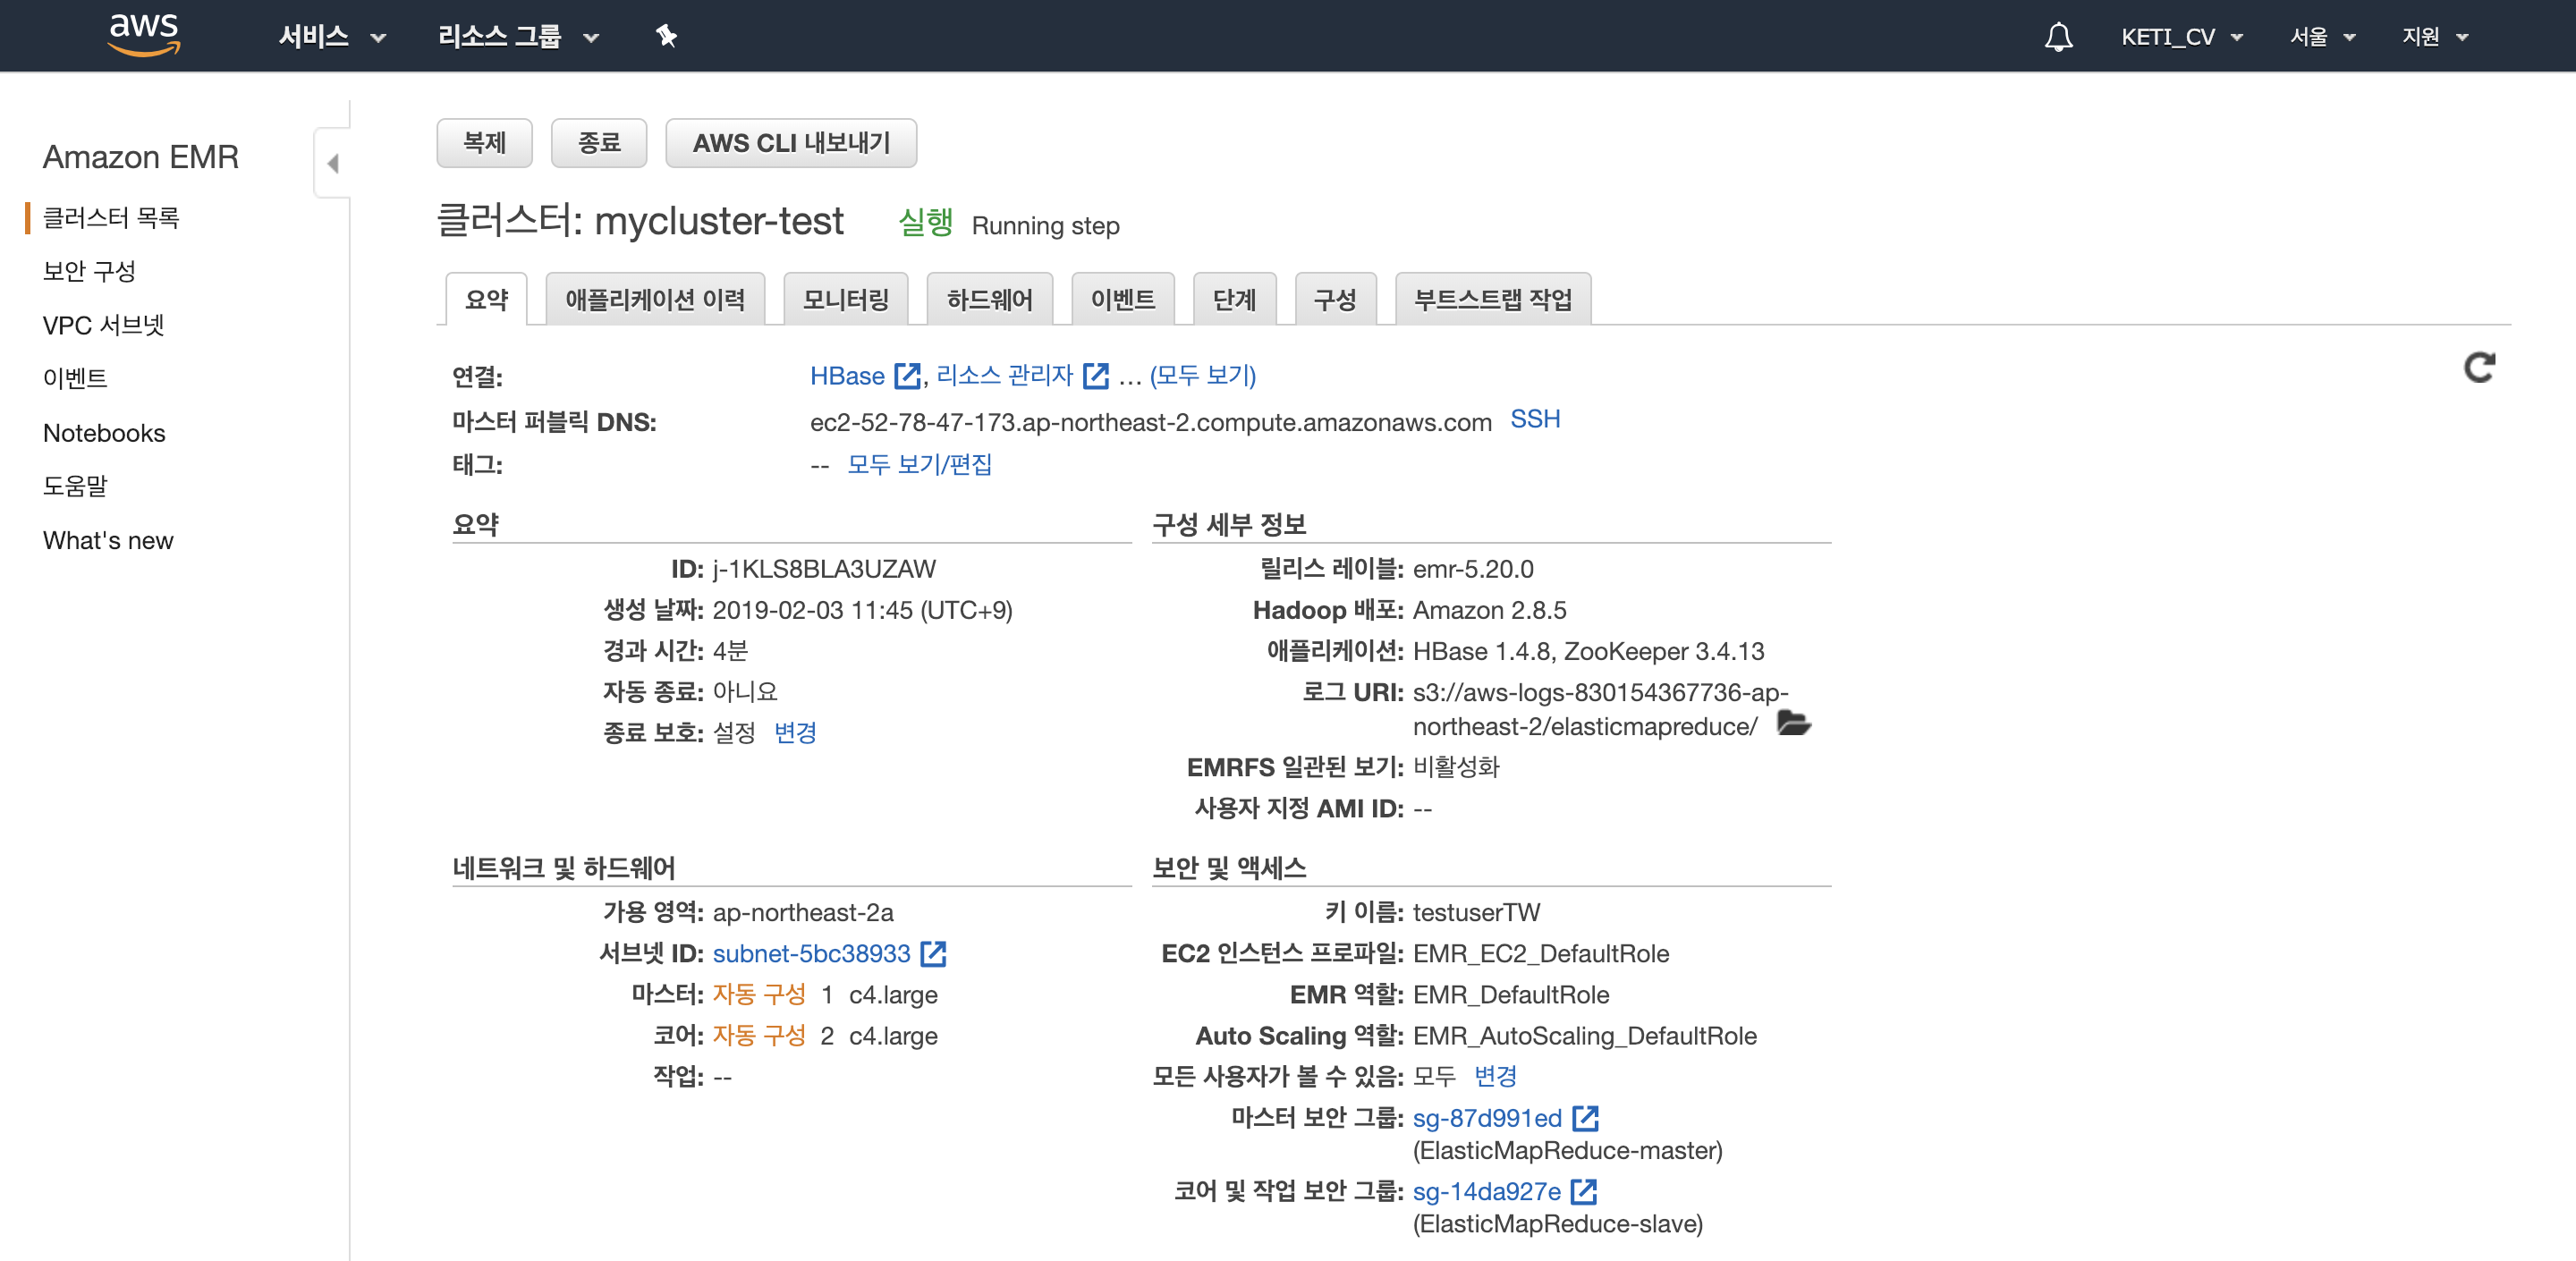 aws 서비스 리소스 그룹 KETI_CV 서울 지원
Amazon EMR
클러스터 목록
보안 구성
VPC 서브넷
이벤트
Notebooks
도움말
What's new
복제 종료 AWS CLI 내보내기
클러스터: mycluster-test 실행 Running step
요약 애플리케이션 이력 모니터링 하드웨어 이벤트 단계 구성 부트스트랩 작업
연결: HBase , 리소스 관리자 ... (모두 보기)
마스터 퍼블릭 DNS: ec2-52-78-47-173.ap-northeast-2.compute.amazonaws.com SSH
태그: -- 모두 보기/편집
요약
ID: j-1KLS8BLA3UZAW
생성 날짜: 2019-02-03 11:45 (UTC+9)
경과 시간: 4분
자동 종료: 아니요
종료 보호: 설정 변경
구성 세부 정보
릴리스 레이블: emr-5.20.0
Hadoop 배포: Amazon 2.8.5
애플리케이션: HBase 1.4.8, ZooKeeper 3.4.13
로그 URI: s3://aws-logs-830154367736-ap-
northeast-2/elasticmapreduce/
EMRFS 일관된 보기: 비활성화
사용자 지정 AMI ID: --
네트워크 및 하드웨어
가용 영역: ap-northeast-2a
서브넷 ID: subnet-5bc38933
마스터: 자동 구성 1 c4.large
코어: 자동 구성 2 c4.large
작업: --
보안 및 액세스
키 이름: testuserTW
EC2 인스턴스 프로파일: EMR_EC2_DefaultRole
EMR 역할: EMR_DefaultRole
Auto Scaling 역할: EMR_AutoScaling_DefaultRole
모든 사용자가 볼 수 있음: 모두 변경
마스터 보안 그룹: sg-87d991ed
(ElasticMapReduce-master)
코어 및 작업 보안 그룹: sg-14da927e
(ElasticMapReduce-slave)